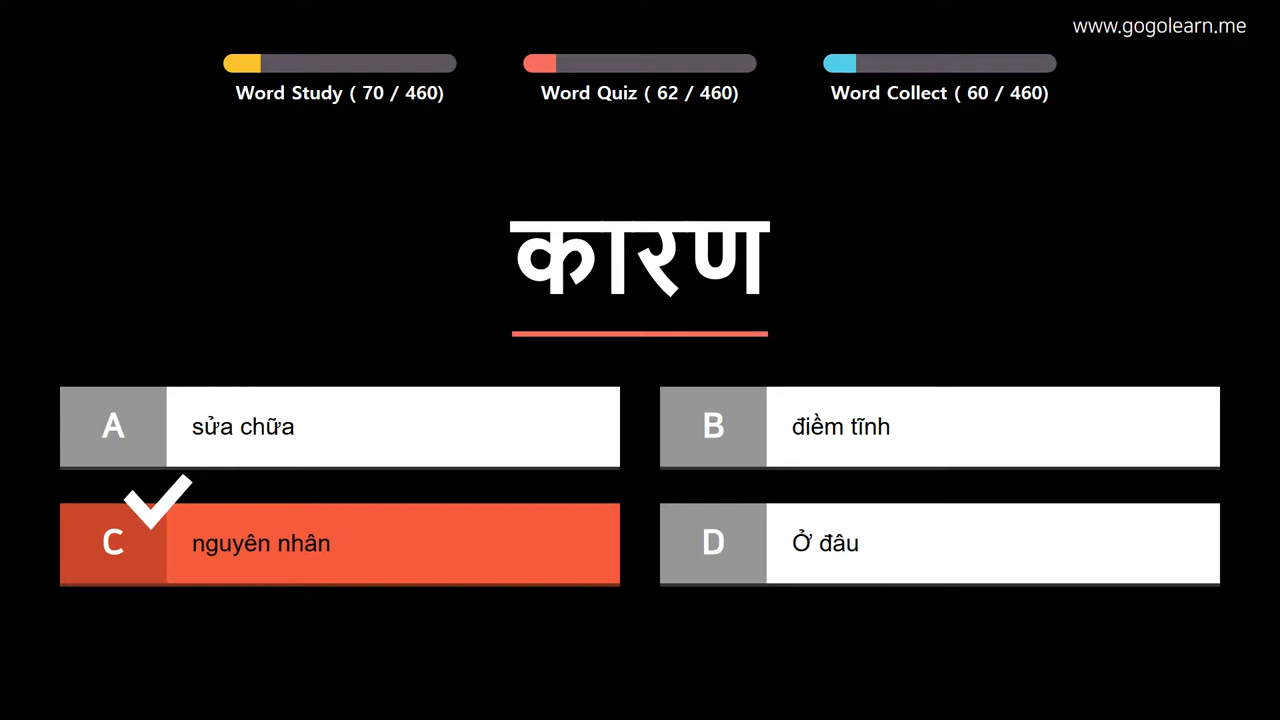 www.gogolearn.me
Word Study ( 70 / 460)
Word Quiz ( 62 / 460)
Word Collect ( 60 / 460)
कारण
A sửa chữa
B điềm tĩnh
C nguyên nhân
D Ở đâu